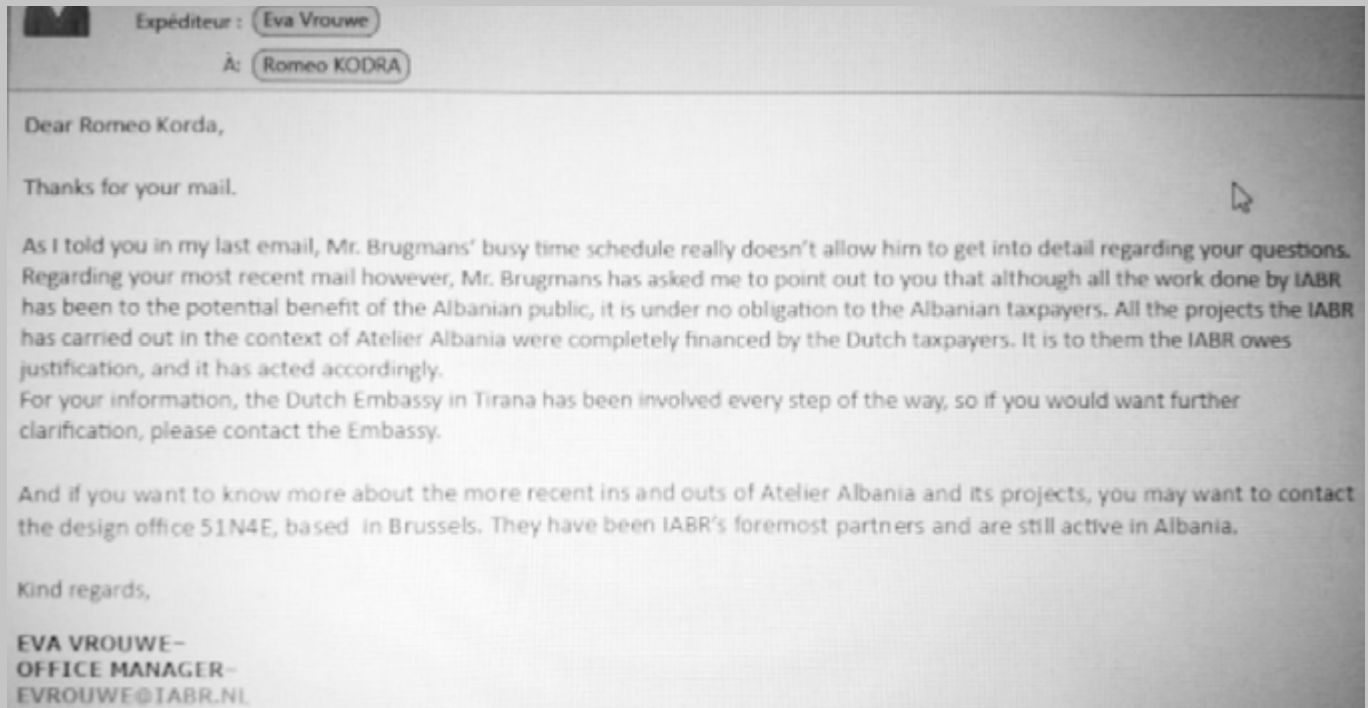 Expéditeur : Eva Vrouwe
À: Romeo KODRA
Dear Romeo Korda,
Thanks for your mail.
As I told you in my last email, Mr. Brugmans' busy time schedule really doesn't allow him to get into detail regarding your questions.
Regarding your most recent mail however, Mr. Brugmans has asked me to point out to you that although all the work done by IABR
has been to the potential benefit of the Albanian public, it is under no obligation to the Albanian taxpayers. All the projects the IABR
has carried out in the context of Atelier Albania were completely financed by the Dutch taxpayers. It is to them the IABR owes
justification, and it has acted accordingly.
For your information, the Dutch Embassy in Tirana has been involved every step of the way, so if you would want further
clarification, please contact the Embassy.
And if you want to know more about the more recent ins and outs of Atelier Albania and its projects, you may want to contact
the design office 51N4E, based in Brussels. They have been IABR's foremost partners and are still active in Albania.
Kind regards,
EVA VROUWE–
OFFICE MANAGER–
EVROUWE@IABR.NL